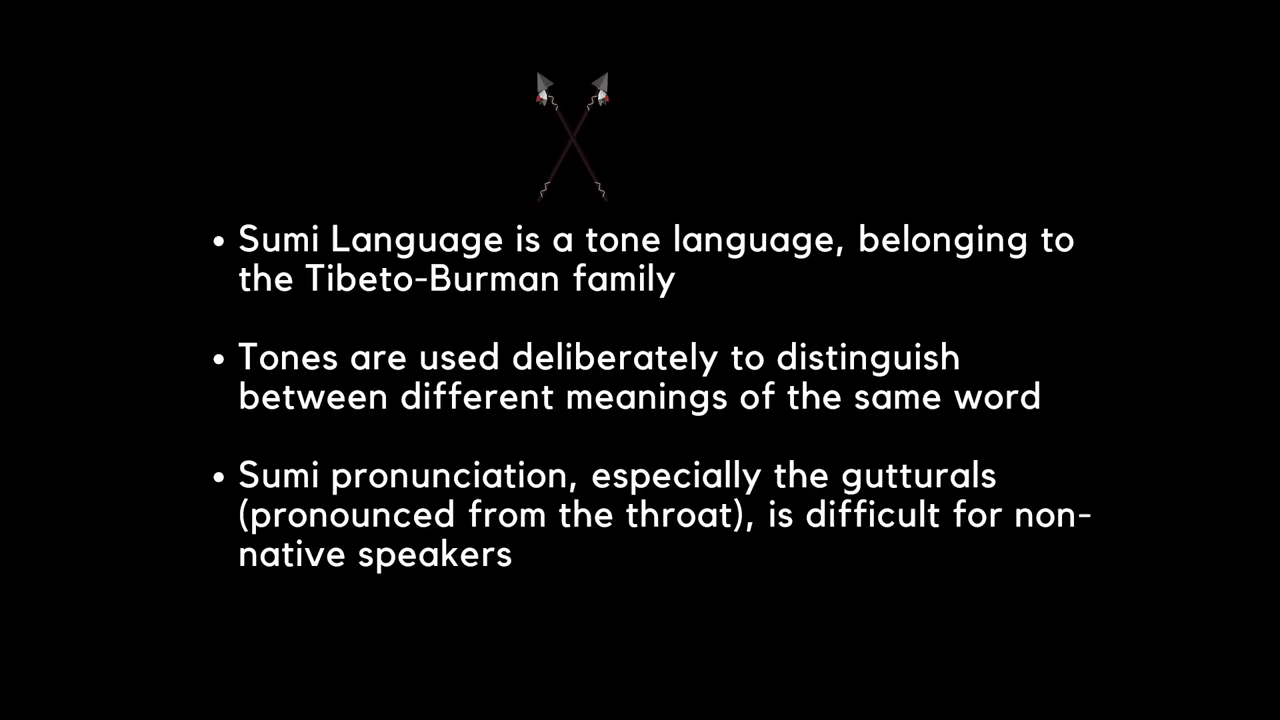 • Sumi Language is a tone language, belonging to
the Tibeto-Burman family
• Tones are used deliberately to distinguish
between different meanings of the same word
• Sumi pronunciation, especially the gutturals
(pronounced from the throat), is difficult for non-
native speakers